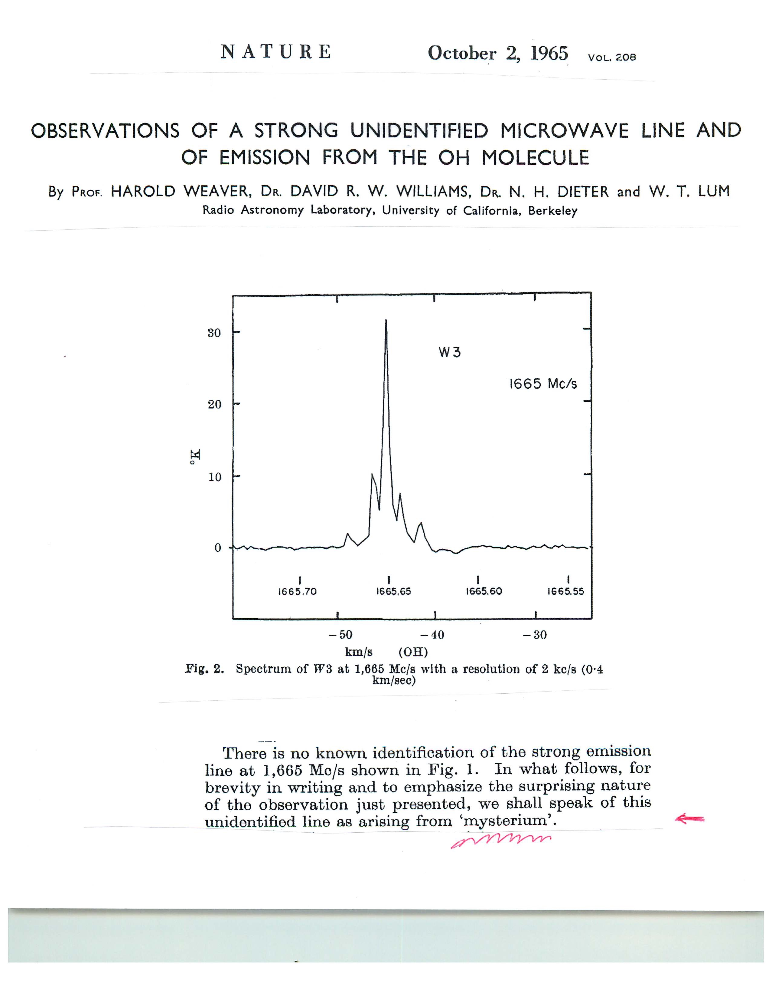 NATURE October 2, 1965 VOL. 208
OBSERVATIONS OF A STRONG UNIDENTIFIED MICROWAVE LINE AND
OF EMISSION FROM THE OH MOLECULE
By PROF. HAROLD WEAVER, DR. DAVID R. W. WILLIAMS, DR. N. H. DIETER and W. T. LUM
Radio Astronomy Laboratory, University of California, Berkeley
30
W3
1665 Mc/s
20
°K
10
0
1665.70 1665.65 1665.60 1665.55
−50 −40 −30
km/s (OH)
Fig. 2. Spectrum of W3 at 1,665 Mc/s with a resolution of 2 kc/s (0·4
km/sec)
There is no known identification of the strong emission
line at 1,665 Mc/s shown in Fig. 1. In what follows, for
brevity in writing and to emphasize the surprising nature
of the observation just presented, we shall speak of this
unidentified line as arising from ‘mysterium’.